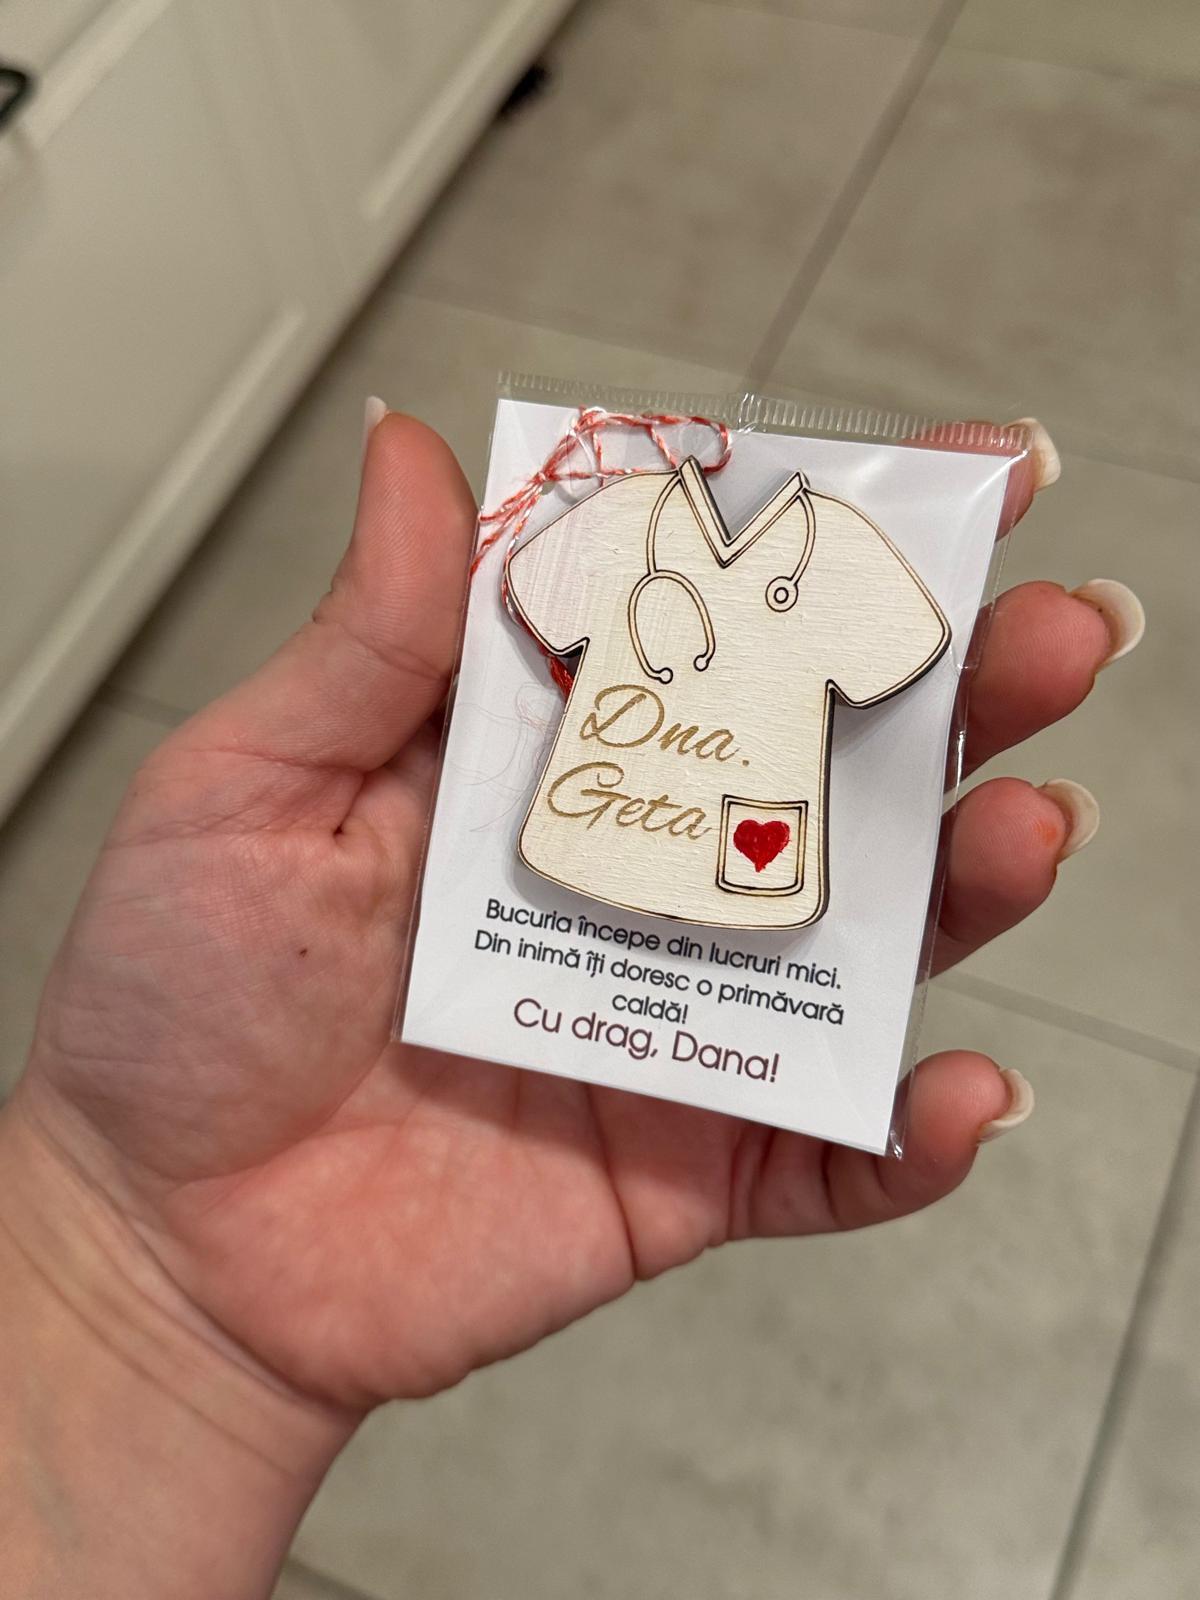 Dna.
Geta
Bucuria începe din lucruri mici.
Din inimă îți doresc o primăvară
caldă!
Cu drag, Dana!